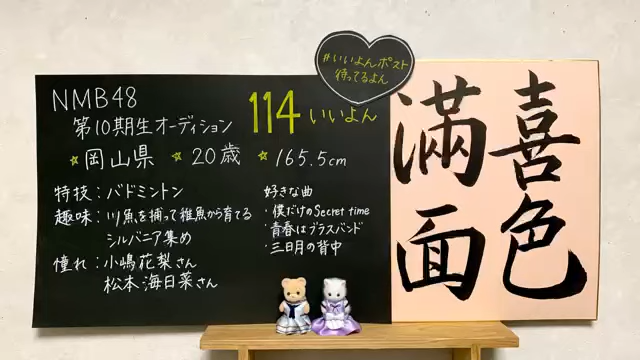 #いいよんポスト
待ってるよん
NMB48
第10期生オーディション
114 いいよん
岡山県 20歳 165.5cm
特技：バドミントン
趣味：川魚を捕って稚魚から育てる
シルバニア集め
憧れ：小嶋花梨さん
松本海日菜さん
好きな曲
・僕だけのSecret time
・青春はブラスバンド
・三日月の背中
喜色
満面